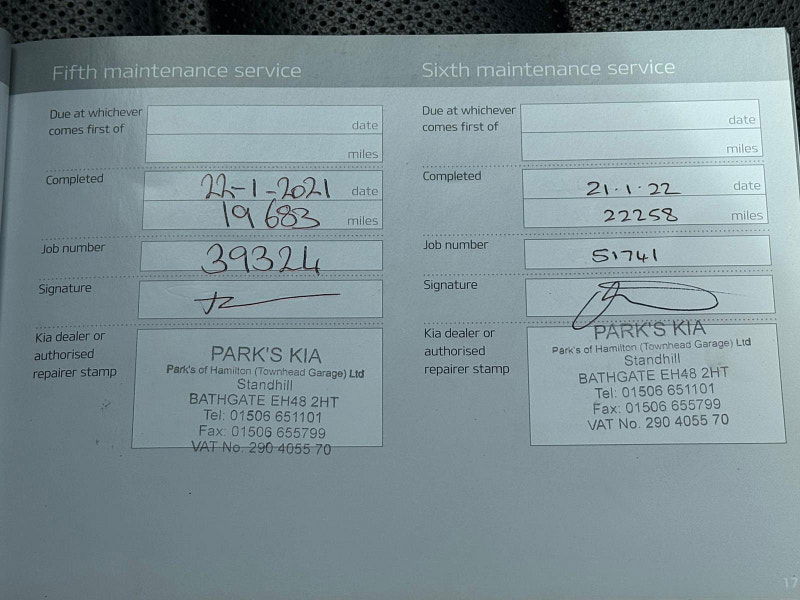 Fifth maintenance service
Due at whichever
comes first of
date
miles
Completed
22-1-2021 date
19683 miles
Job number
39324
Signature
Kia dealer or
authorised
repairer stamp
PARK'S KIA
Park's of Hamilton (Townhead Garage) Ltd
Standhill
BATHGATE EH48 2HT
Tel: 01506 651101
Fax: 01506 655799
VAT No. 290 4055 70
Sixth maintenance service
Due at whichever
comes first of
date
miles
Completed
21.1.22 date
22258 miles
Job number
51741
Signature
Kia dealer or
authorised
repairer stamp
PARK'S KIA
Park's of Hamilton (Townhead Garage) Ltd
Standhill
BATHGATE EH48 2HT
Tel: 01506 651101
Fax: 01506 655799
VAT No. 290 4055 70
17